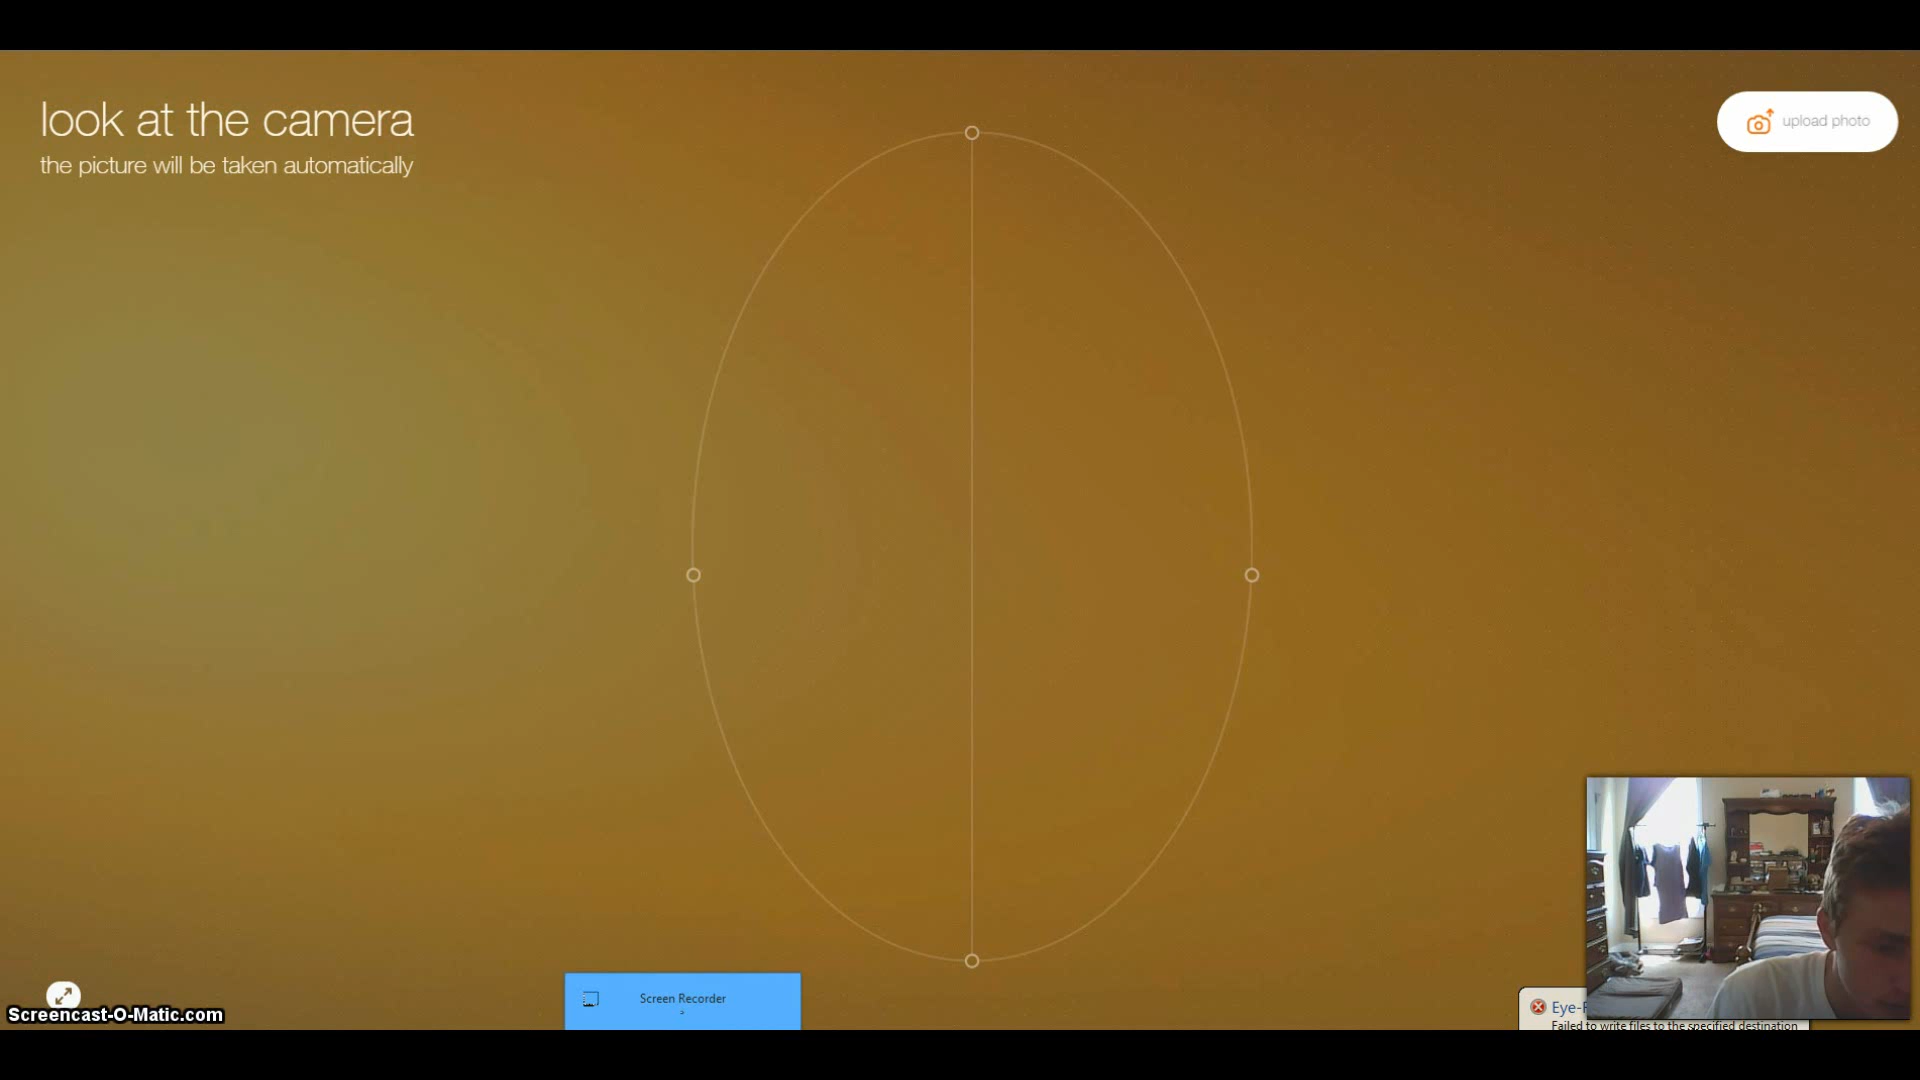 look at the camera
the picture will be taken automatically
upload photo
Screen Recorder
Screencast-O-Matic.com
Failed to write files to the specified destination